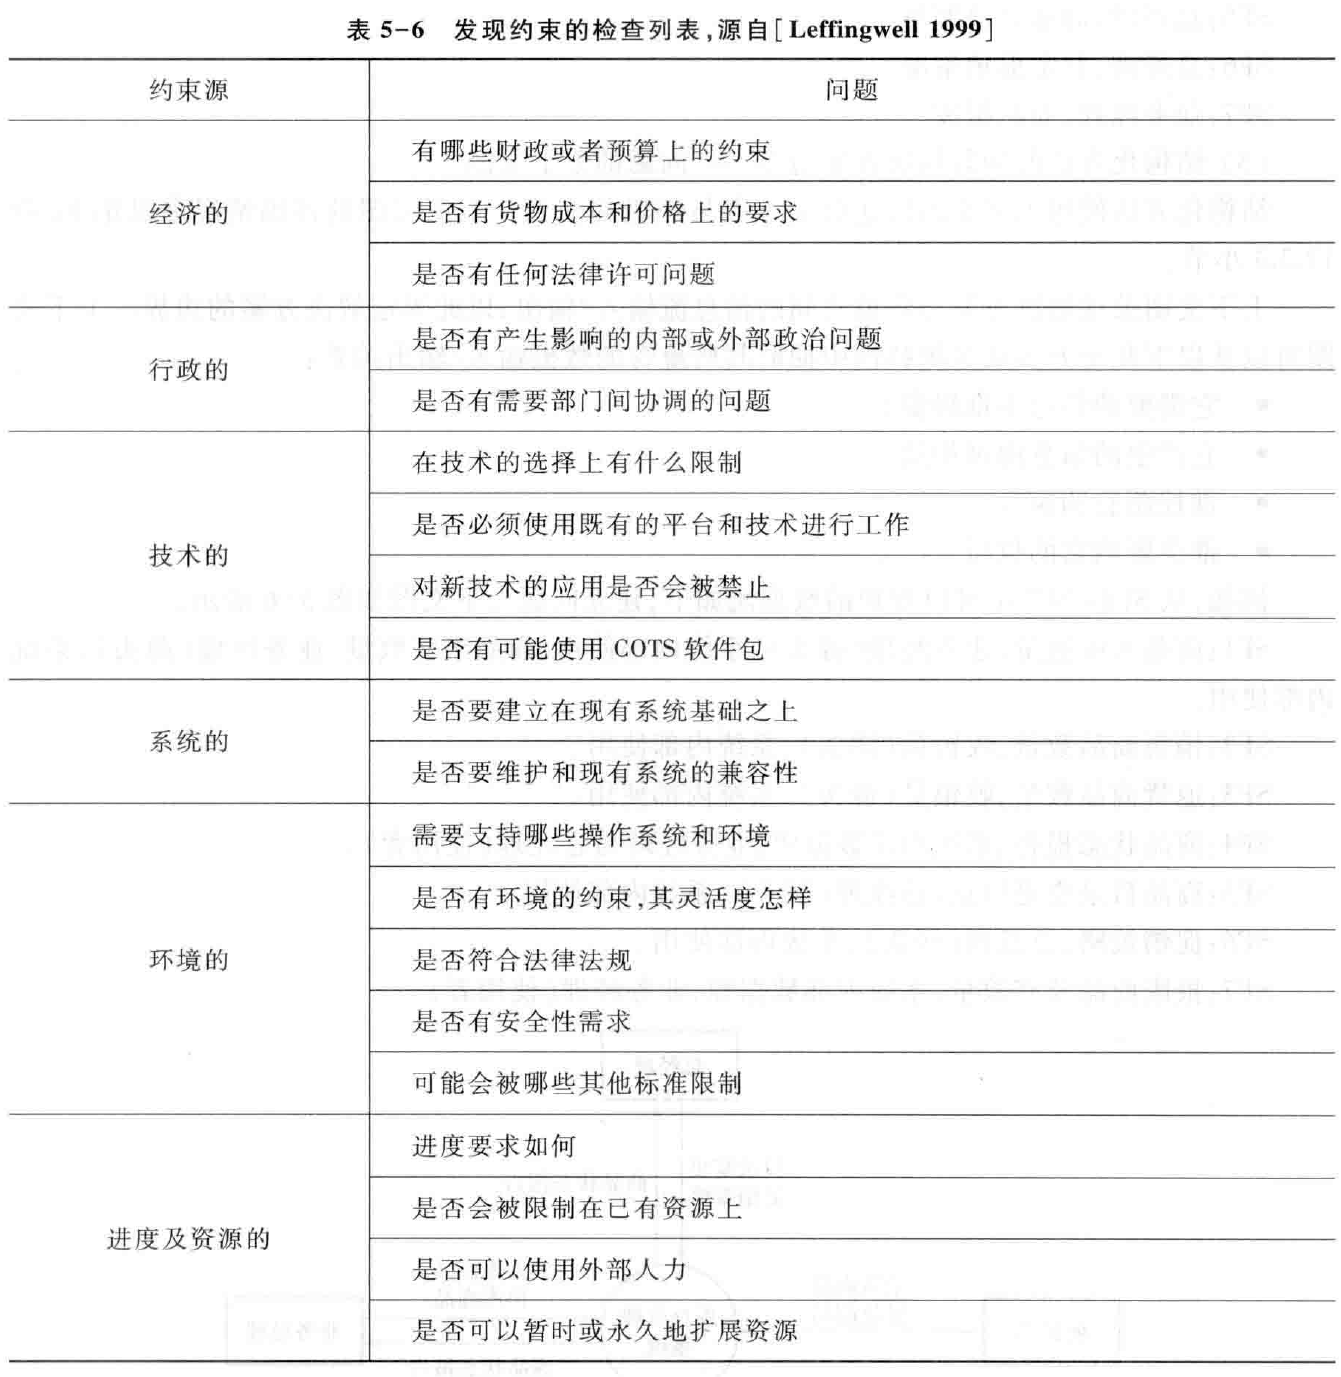 表 5-6 发现约束的检查列表,源自[Leffingwell 1999]
约束源 问题
有哪些财政或者预算上的约束
经济的 是否有货物成本和价格上的要求
是否有任何法律许可问题
是否有产生影响的内部或外部政治问题
行政的
是否有需要部门间协调的问题
在技术的选择上有什么限制
是否必须使用既有的平台和技术进行工作
技术的
对新技术的应用是否会被禁止
是否有可能使用 COTS 软件包
是否要建立在现有系统基础之上
系统的
是否要维护和现有系统的兼容性
需要支持哪些操作系统和环境
是否有环境的约束,其灵活度怎样
环境的 是否符合法律法规
是否有安全性需求
可能会被哪些其他标准限制
进度要求如何
是否会被限制在已有资源上
进度及资源的
是否可以使用外部人力
是否可以暂时或永久地扩展资源